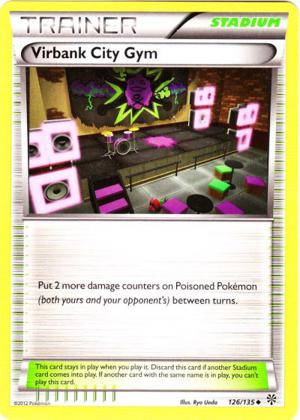 TRAINER STADIUM
Virbank City Gym
Put 2 more damage counters on Poisoned Pokémon
(both yours and your opponent's) between turns.
This card stays in play when you play it. Discard this card if another Stadium
card comes into play. If another card with the same name is in play, you can't
play this card.
©2012 Pokémon Illus. Ryo Ueda 126/135